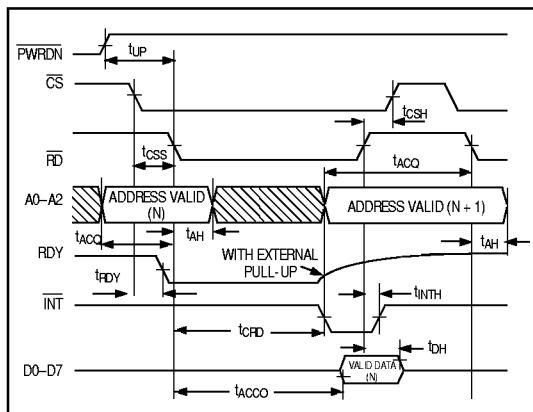 PWRDN
tUP
CS
tCSH
RD
tCSS
tACQ
A0–A2
ADDRESS VALID
(N)
ADDRESS VALID (N + 1)
tACQ
tAH
tAH
RDY
WITH EXTERNAL
PULL-UP
tRDY
INT
tINTH
tCRD
tDH
D0–D7
VALID DATA
(N)
tACCO